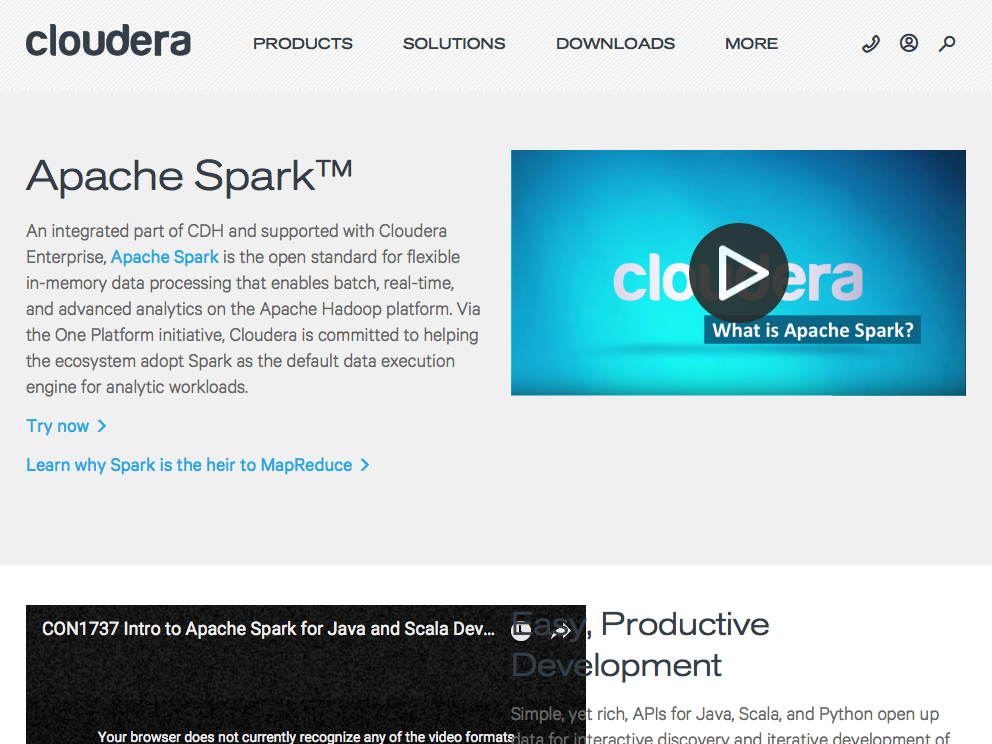 cloudera
PRODUCTS SOLUTIONS DOWNLOADS MORE
Apache Spark™
An integrated part of CDH and supported with Cloudera
Enterprise, Apache Spark is the open standard for flexible
in-memory data processing that enables batch, real-time,
and advanced analytics on the Apache Hadoop platform. Via
the One Platform initiative, Cloudera is committed to helping
the ecosystem adopt Spark as the default data execution
engine for analytic workloads.
Try now
Learn why Spark is the heir to MapReduce
cloudera
What is Apache Spark?
CON1737 Intro to Apache Spark for Java and Scala Dev...
Your browser does not currently recognize any of the video formats
Easy, Productive
Development
Simple, yet rich, APIs for Java, Scala, and Python open up
data for interactive discovery and iterative development of